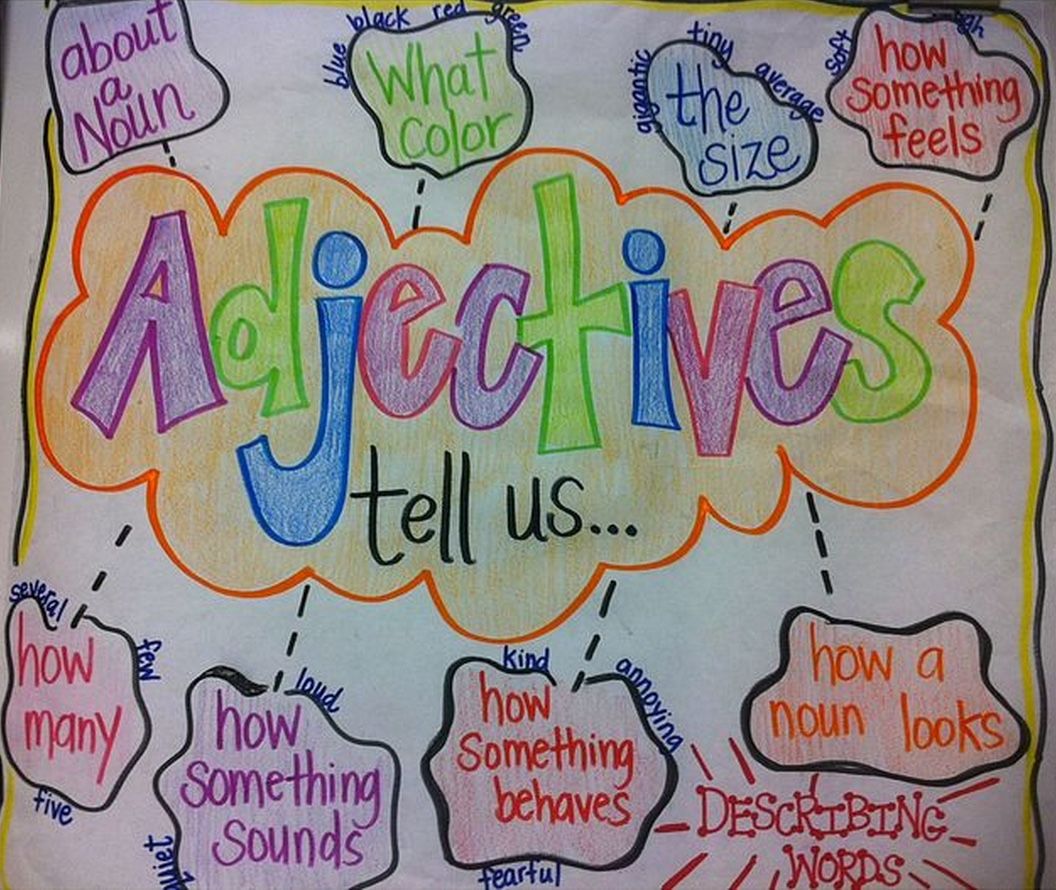 about
a
Noun
blue
black
red
green
What
color
gigantic
tiny
average
the
size
soft
how
something
feels
Adjectives
tell us...
several
few
how
many
five
loud
how
something
sounds
quiet
kind
annoying
how
something
behaves
fearful
how a
noun looks
DESCRIBING
WORDS